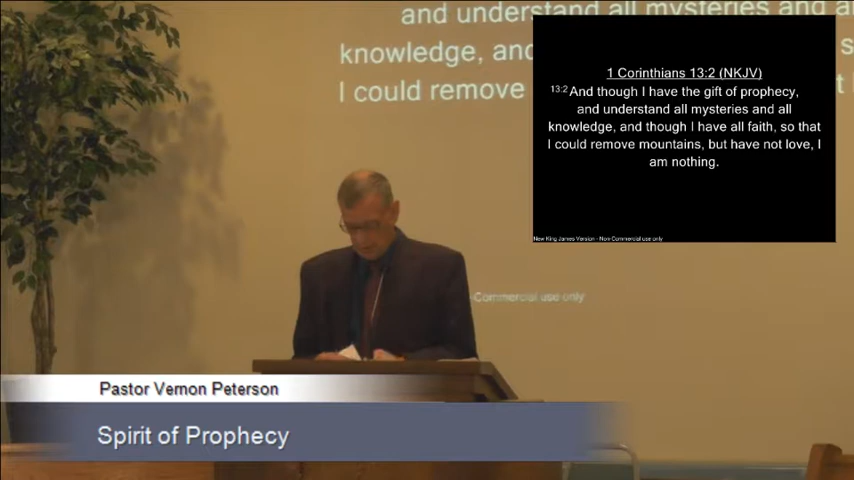 and understand all mysteries and a
knowledge, and
I could remove
1 Corinthians 13:2 (NKJV)
13:2 And though I have the gift of prophecy,
and understand all mysteries and all
knowledge, and though I have all faith, so that
I could remove mountains, but have not love, I
am nothing.
New King James Version - Non-Commercial use only
-Commercial use only
Pastor Vernon Peterson
Spirit of Prophecy